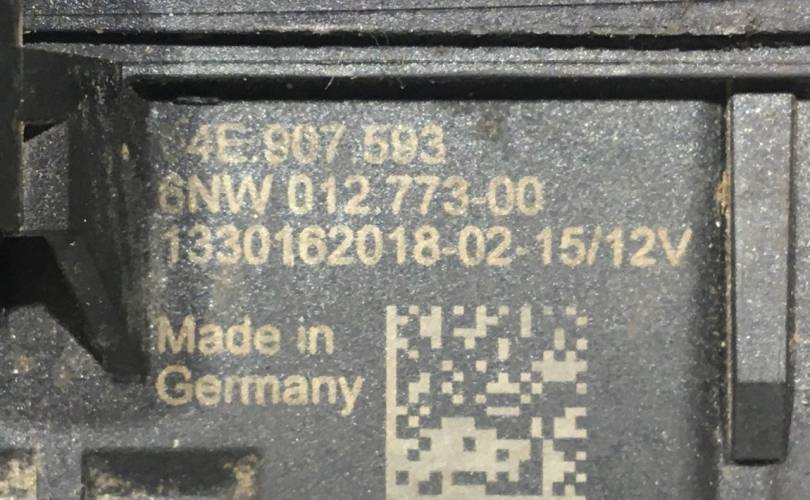 4E 907 593
6NW 012 773-00
1330162018-02-15/12V
Made in
Germany